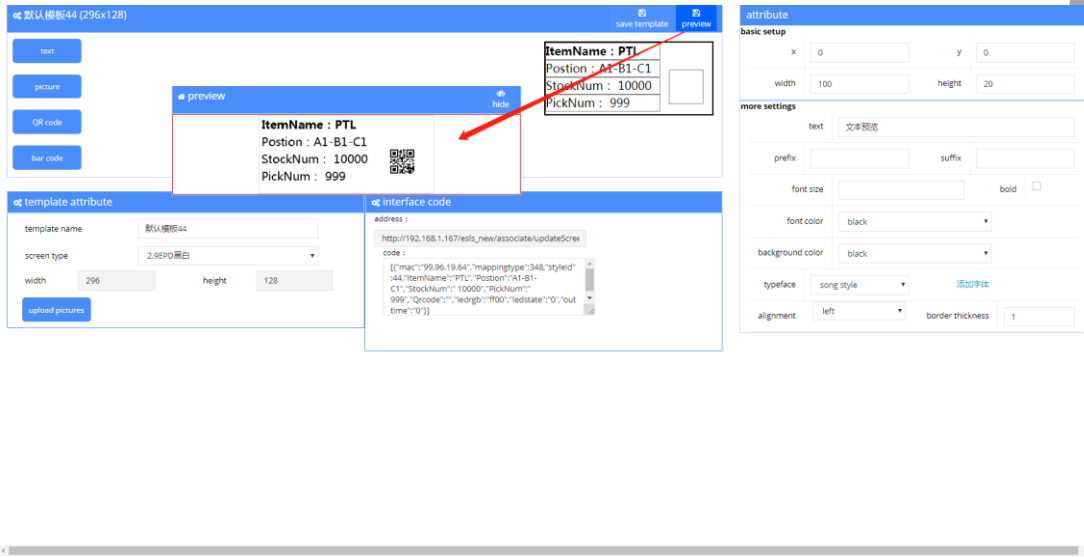 默认模板44 (296x128)
save template
preview
text
picture
QR code
bar code
ItemName : PTL
Postion : A1-B1-C1
StockNum : 10000
PickNum : 999
preview
hide
ItemName : PTL
Postion : A1-B1-C1
StockNum : 10000
PickNum : 999
template attribute
template name 默认模板44
screen type 2.9EPD黑白
width 296 height 128
upload pictures
interface code
address :
http://192.168.1.167/esls_new/associate/updateScree
code :
[{"mac":"99.96.19.64","mappingtype":348,"styleid"
:44,"ItemName":"PTL","Postion":"A1-B1-
C1","StockNum":" 10000","PickNum":"
999","Qrcode":"","ledrgb":"ff00","ledstate":"0","out
time":"0"}]
attribute
basic setup
x 0 y 0
width 100 height 20
more settings
text 文本预览
prefix suffix
font size bold
font color black
background color black
typeface song style 添加字体
alignment left border thickness 1